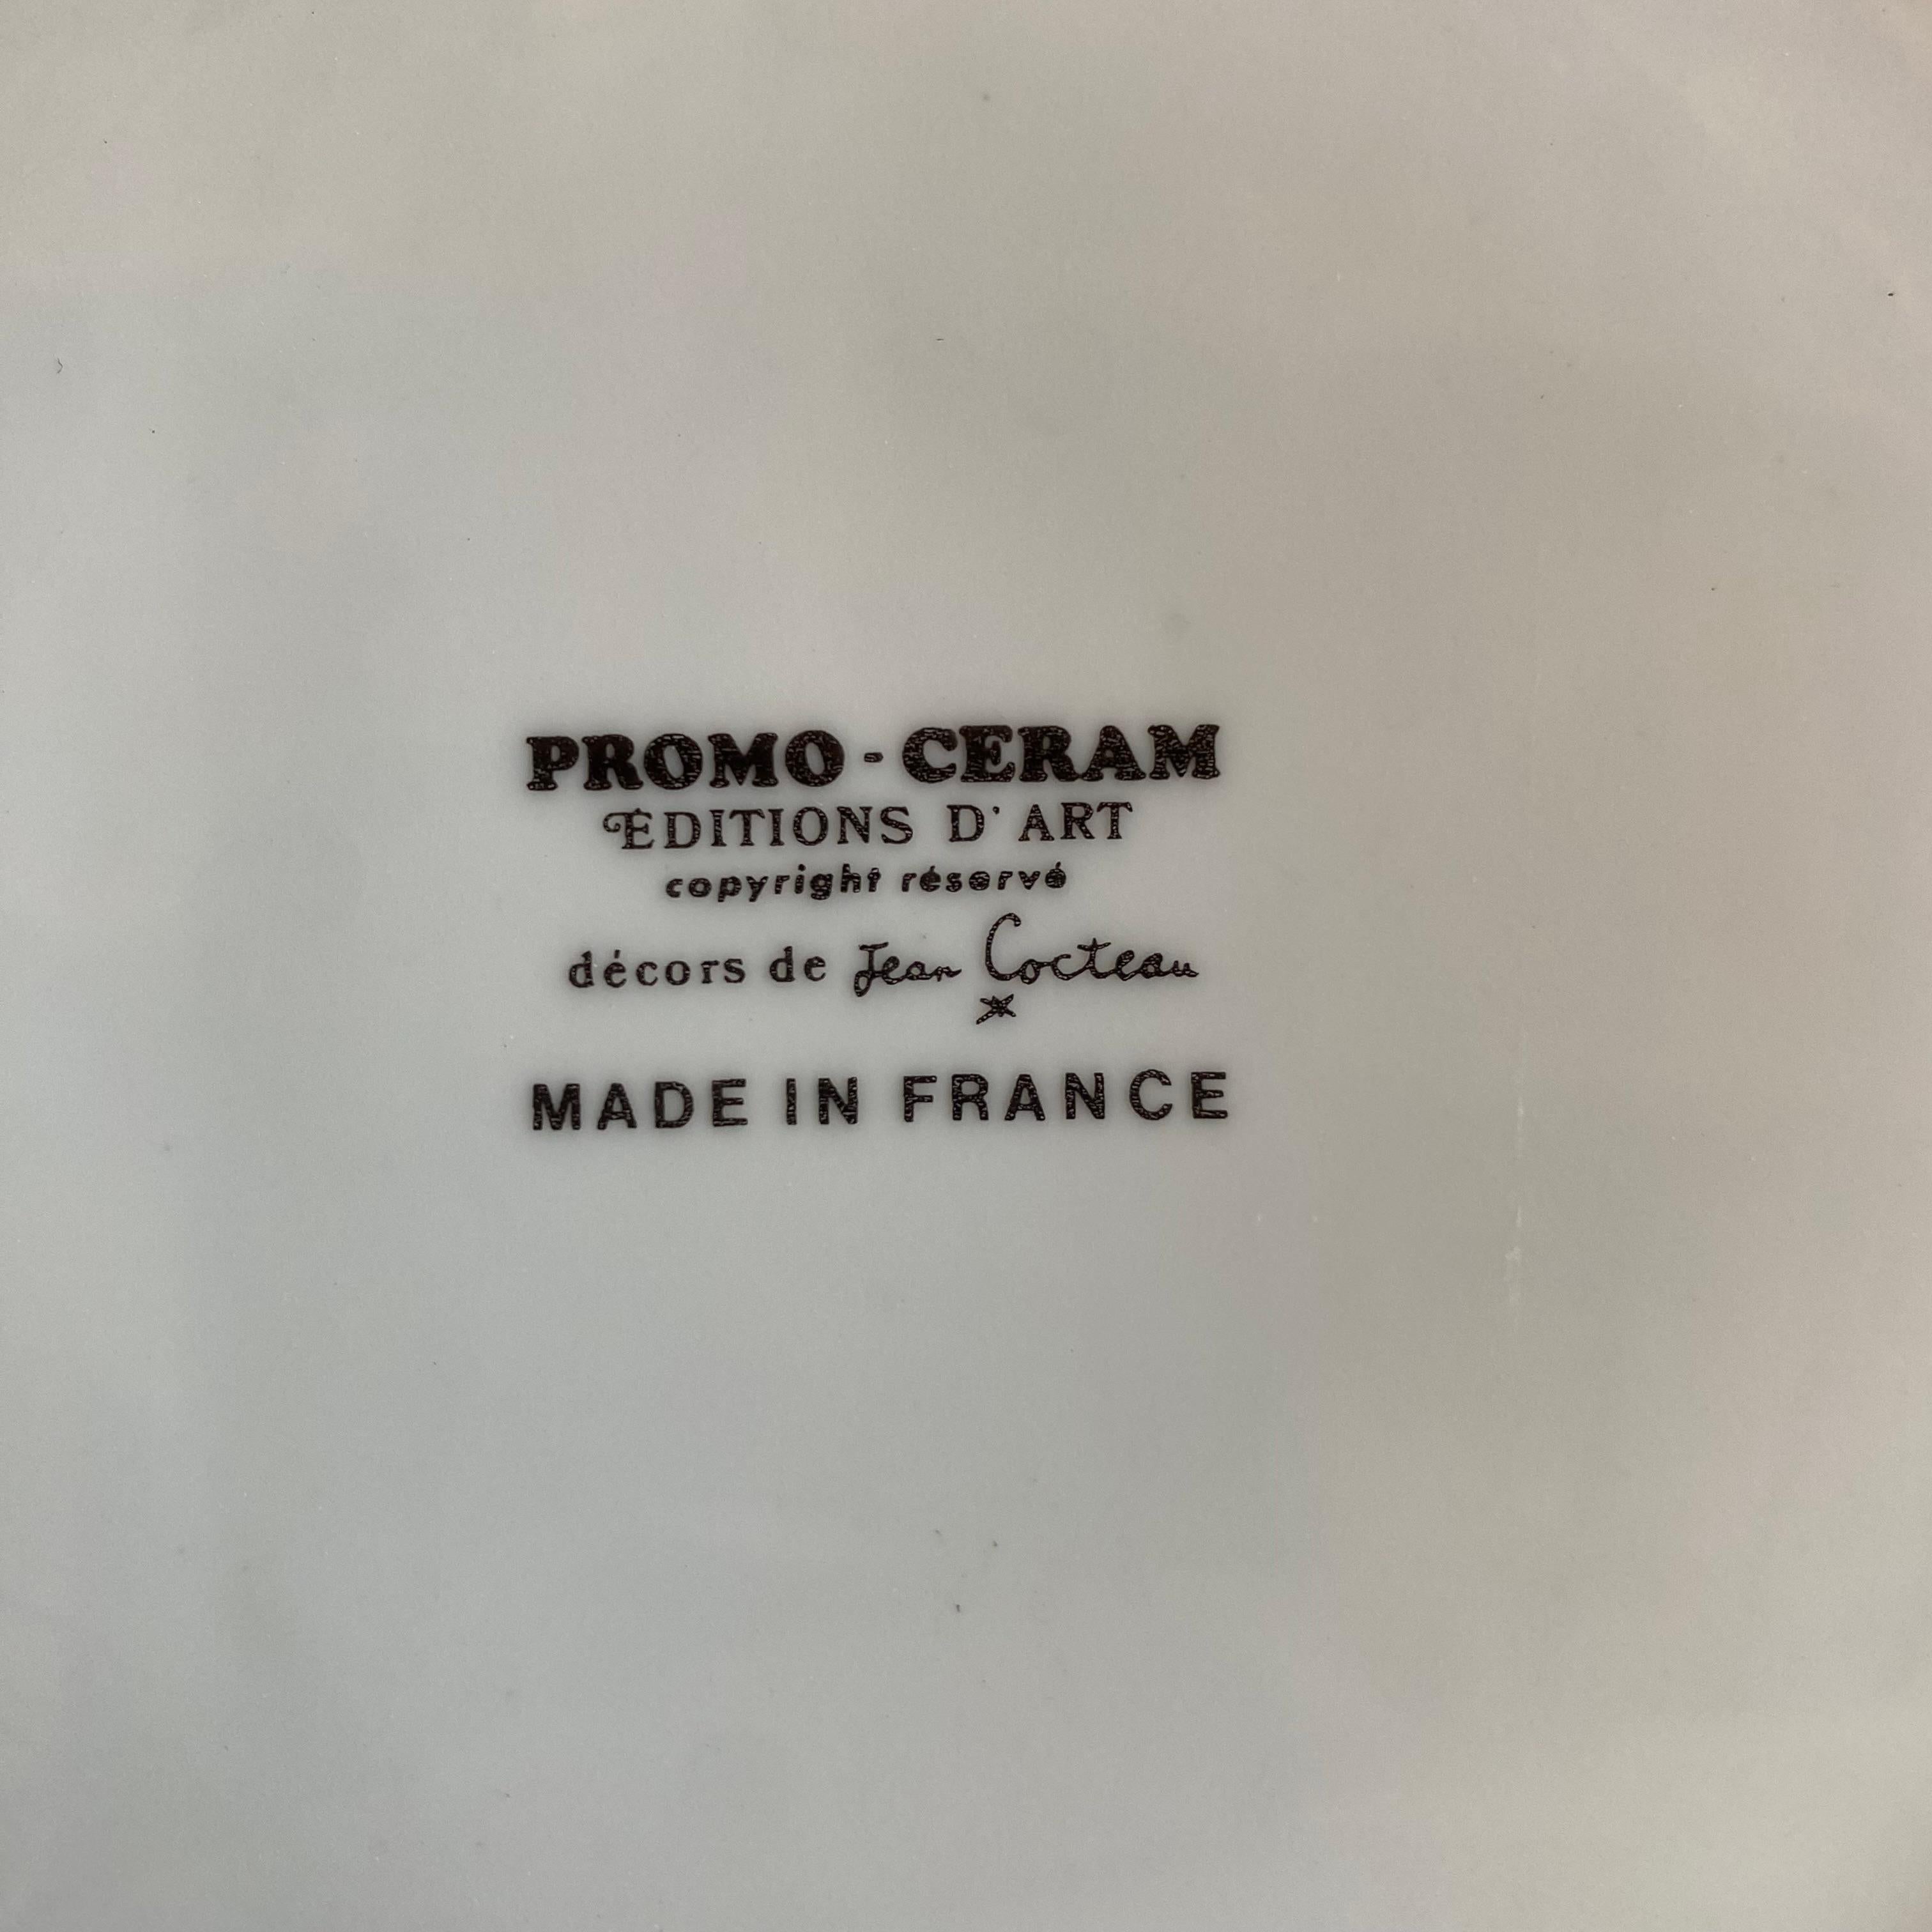 PROMO - CERAM
ÉDITIONS D'ART
copyright réservé
décors de Jean Cocteau
MADE IN FRANCE